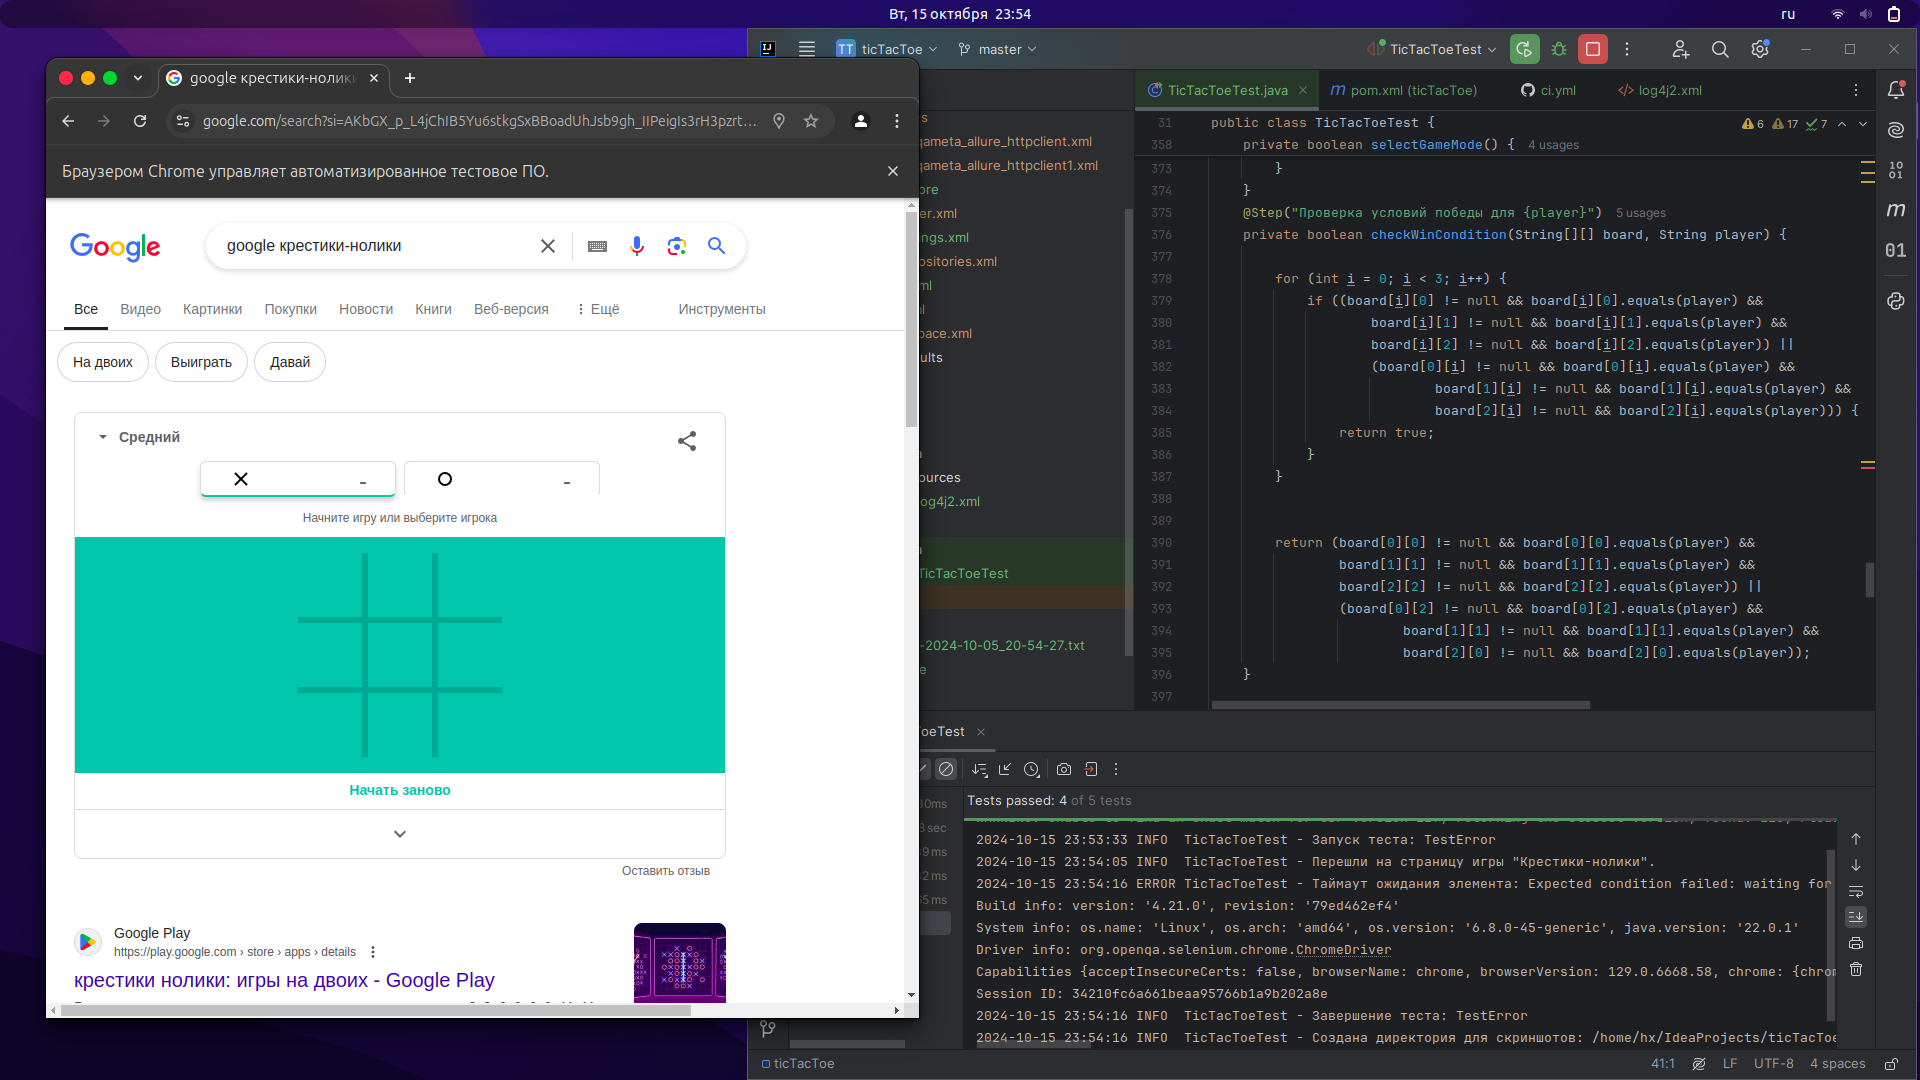 Вт, 15 октября  23:54
ru
google крестики-нолики
google.com/search?si=AKbGX_p_L4jChIB5Yu6stkgSxBBoadUhJsb9gh_IIPeigIs3rH3pzrt...
Браузером Chrome управляет автоматизированное тестовое ПО.
Google
google крестики-нолики
Все Видео Картинки Покупки Новости Книги Веб-версия Ещё Инструменты
На двоих Выиграть Давай
Средний
-
-
Начните игру или выберите игрока
Начать заново
Оставить отзыв
Google Play
https://play.google.com › store › apps › details
крестики нолики: игры на двоих - Google Play
IJ
TT ticTacToe master TicTacToeTest
TicTacToeTest.java pom.xml (ticTacToe) ci.yml log4j2.xml
s
qameta_allure_httpclient.xml
qameta_allure_httpclient1.xml
ore
er.xml
ngs.xml
ositories.xml
ml
l
pace.xml
ults
ources
og4j2.xml
TicTacToeTest
-2024-10-05_20-54-27.txt
e
6 17 7
31 public class TicTacToeTest {
358 private boolean selectGameMode() { 4 usages
373 }
374 }
375 @Step("Проверка условий победы для {player}") 5 usages
376 private boolean checkWinCondition(String[][] board, String player) {
377
378 for (int i = 0; i < 3; i++) {
379 if ((board[i][0] != null && board[i][0].equals(player) &&
380 board[i][1] != null && board[i][1].equals(player) &&
381 board[i][2] != null && board[i][2].equals(player)) ||
382 (board[0][i] != null && board[0][i].equals(player) &&
383 board[1][i] != null && board[1][i].equals(player) &&
384 board[2][i] != null && board[2][i].equals(player))) {
385 return true;
386 }
387 }
388
389
390 return (board[0][0] != null && board[0][0].equals(player) &&
391 board[1][1] != null && board[1][1].equals(player) &&
392 board[2][2] != null && board[2][2].equals(player)) ||
393 (board[0][2] != null && board[0][2].equals(player) &&
394 board[1][1] != null && board[1][1].equals(player) &&
395 board[2][0] != null && board[2][0].equals(player));
396 }
397
10
01
m
01
oeTest
Tests passed: 4 of 5 tests
30ms
8 sec
9 ms
2 ms
65 ms
2024-10-15 23:53:33 INFO  TicTacToeTest - Запуск теста: TestError
2024-10-15 23:54:05 INFO  TicTacToeTest - Перешли на страницу игры "Крестики-нолики".
2024-10-15 23:54:16 ERROR TicTacToeTest - Таймаут ожидания элемента: Expected condition failed: waiting for
Build info: version: '4.21.0', revision: '79ed462ef4'
System info: os.name: 'Linux', os.arch: 'amd64', os.version: '6.8.0-45-generic', java.version: '22.0.1'
Driver info: org.openqa.selenium.chrome.ChromeDriver
Capabilities {acceptInsecureCerts: false, browserName: chrome, browserVersion: 129.0.6668.58, chrome: {chrom
Session ID: 34210fc6a661beaa95766b1a9b202a8e
2024-10-15 23:54:16 INFO  TicTacToeTest - Завершение теста: TestError
2024-10-15 23:54:16 INFO  TicTacToeTest - Создана директория для скриншотов: /home/hx/IdeaProjects/ticTacToe
ticTacToe
41:1 LF UTF-8 4 spaces